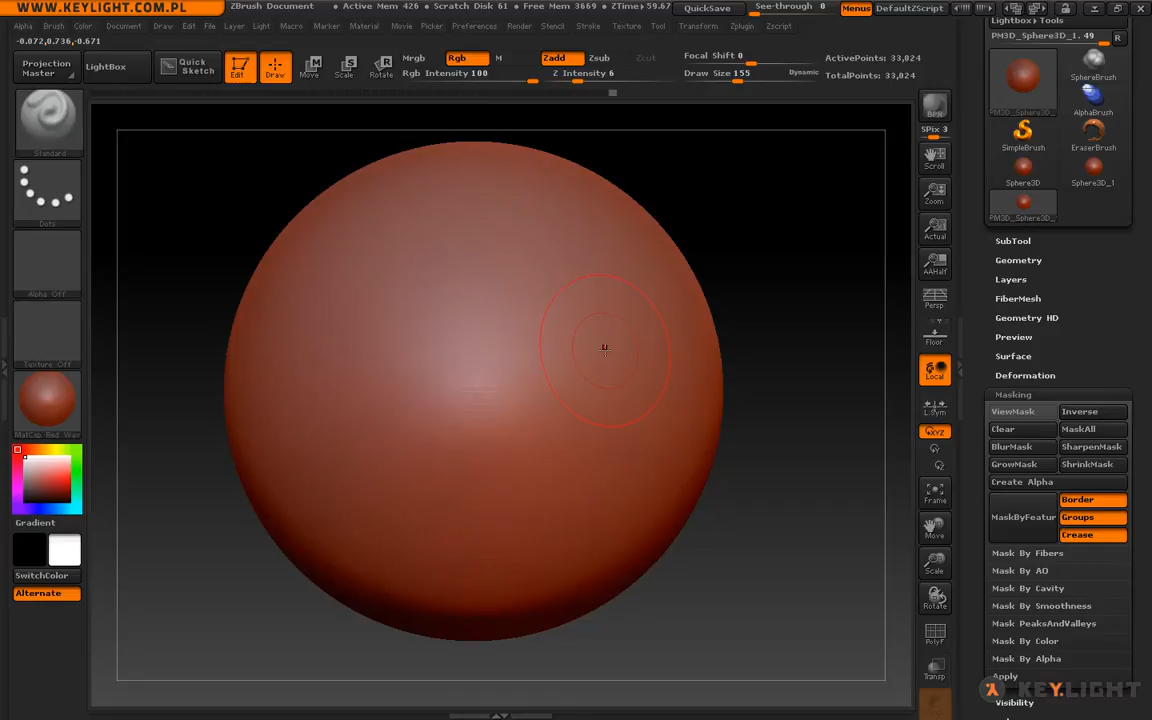 WWW.KEYLIGHT.COM.PL
ZBrush Document • Active Mem 426 • Scratch Disk 61 • Free Mem 3669 • ZTime▸59.67
QuickSave
See-through 0
Menus
DefaultZScript
Alpha Brush Color Document Draw Edit File Layer Light Macro Marker Material Movie Picker Preferences Render Stencil Stroke Texture Tool Transform Zplugin Zscript
-0.072,0.736,-0.671
Projection Master
LightBox
Quick Sketch
Edit
Draw
Move
Scale
Rotate
Mrgb
Rgb
M
Rgb Intensity 100
Zadd
Zsub
Zcut
Z Intensity 6
Focal Shift 0
Draw Size 155
Dynamic
ActivePoints: 33,024
TotalPoints: 33,024
Standard
Dots
Alpha Off
Texture Off
MatCap Red Wax
Gradient
SwitchColor
Alternate
BPR
SPix 3
Scroll
Zoom
Actual
AAHalf
Persp
Floor
Local
L.Sym
XYZ
Frame
Move
Scale
Rotate
PolyF
Transp
Lightbox▸ Tools
PM3D_Sphere3D_1. 49
R
PM3D_Sphere3D_
SphereBrush
AlphaBrush
SimpleBrush
EraserBrush
Sphere3D
Sphere3D_1
PM3D_Sphere3D_
SubTool
Geometry
Layers
FiberMesh
Geometry HD
Preview
Surface
Deformation
Masking
ViewMask
Inverse
Clear
MaskAll
BlurMask
SharpenMask
GrowMask
ShrinkMask
Create Alpha
MaskByFeatur
Border
Groups
Crease
Mask By Fibers
Mask By AO
Mask By Cavity
Mask By Smoothness
Mask PeaksAndValleys
Mask By Color
Mask By Alpha
Apply
KEY.LIGHT
Visibility